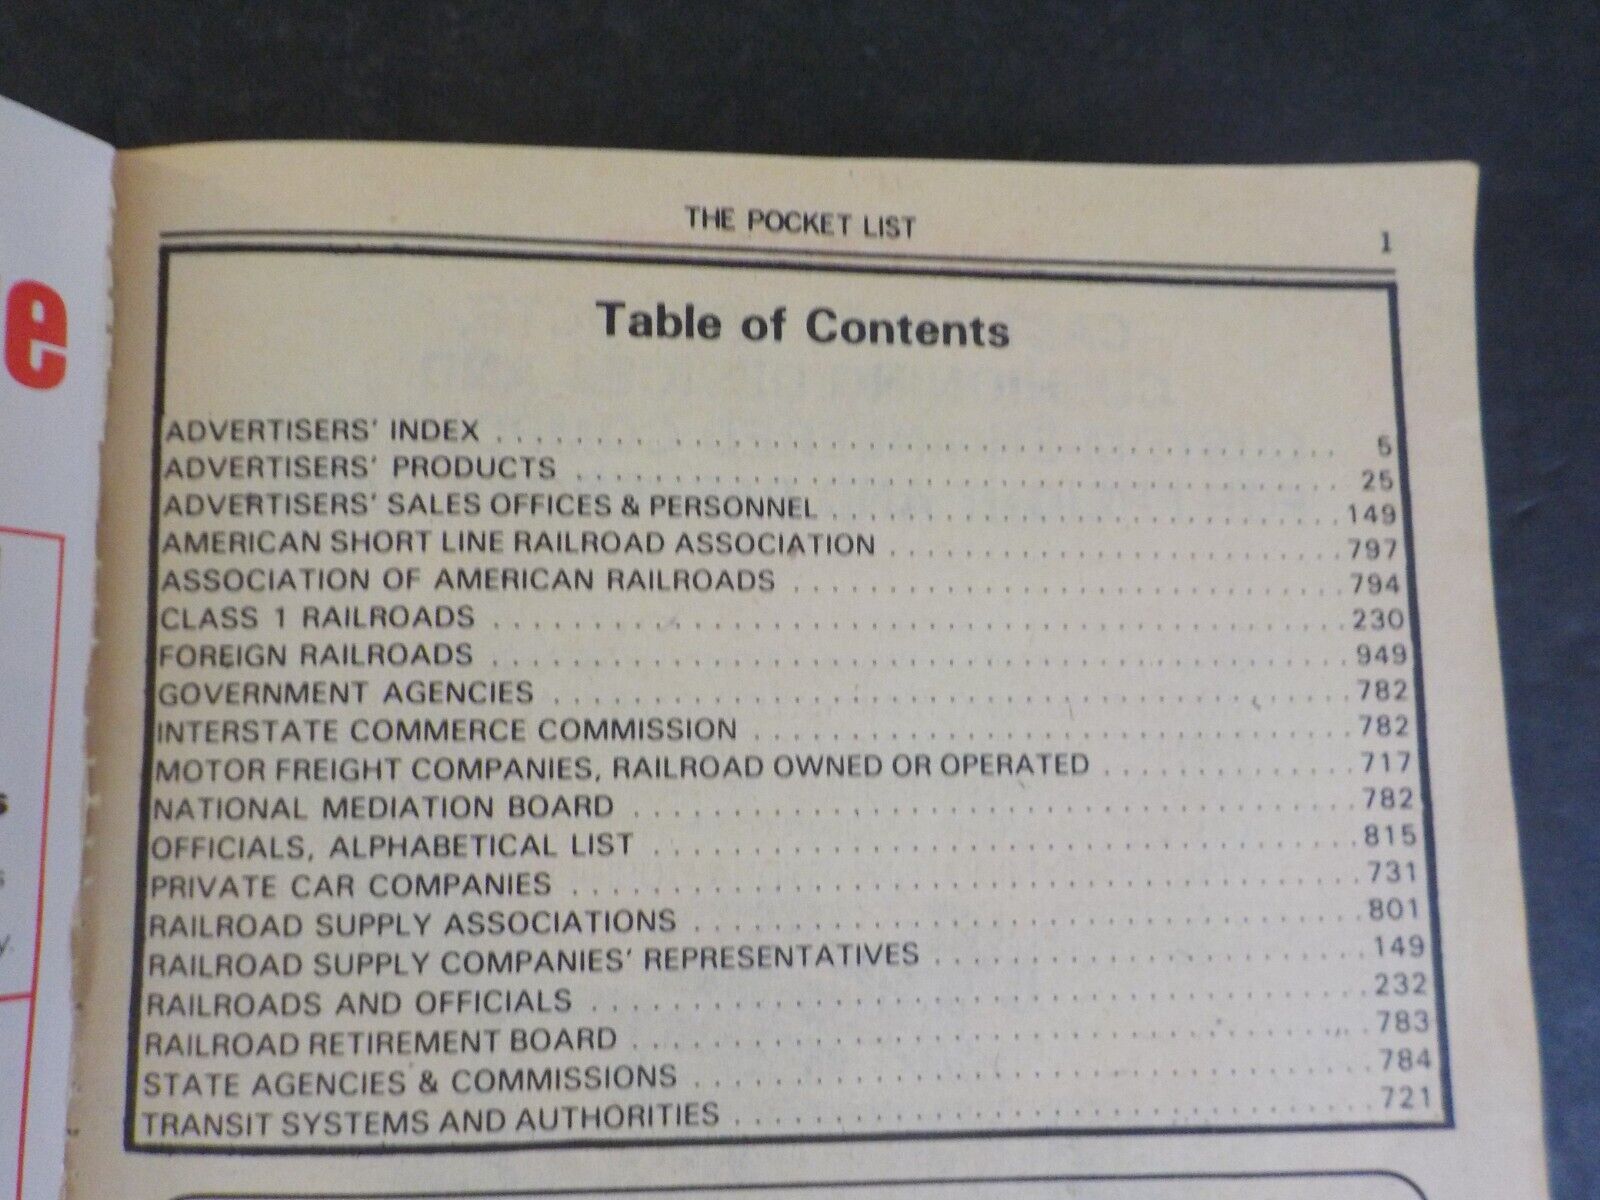 e
s
s
y.
THE POCKET LIST 1
Table of Contents
ADVERTISERS' INDEX . . . . . . . . . . 5
ADVERTISERS' PRODUCTS . . . . . . . . . . 25
ADVERTISERS' SALES OFFICES & PERSONNEL . . . . . . . . . . 149
AMERICAN SHORT LINE RAILROAD ASSOCIATION . . . . . . . . . . 797
ASSOCIATION OF AMERICAN RAILROADS . . . . . . . . . . 794
CLASS 1 RAILROADS . . . . . . . . . . 230
FOREIGN RAILROADS . . . . . . . . . . 949
GOVERNMENT AGENCIES . . . . . . . . . . 782
INTERSTATE COMMERCE COMMISSION . . . . . . . . . . 782
MOTOR FREIGHT COMPANIES, RAILROAD OWNED OR OPERATED . . . . . . . . . . 717
NATIONAL MEDIATION BOARD . . . . . . . . . . 782
OFFICIALS, ALPHABETICAL LIST . . . . . . . . . . 815
PRIVATE CAR COMPANIES . . . . . . . . . . 731
RAILROAD SUPPLY ASSOCIATIONS . . . . . . . . . . 801
RAILROAD SUPPLY COMPANIES' REPRESENTATIVES . . . . . . . . . . 149
RAILROADS AND OFFICIALS . . . . . . . . . . 232
RAILROAD RETIREMENT BOARD . . . . . . . . . . 783
STATE AGENCIES & COMMISSIONS . . . . . . . . . . 784
TRANSIT SYSTEMS AND AUTHORITIES . . . . . . . . . . 721